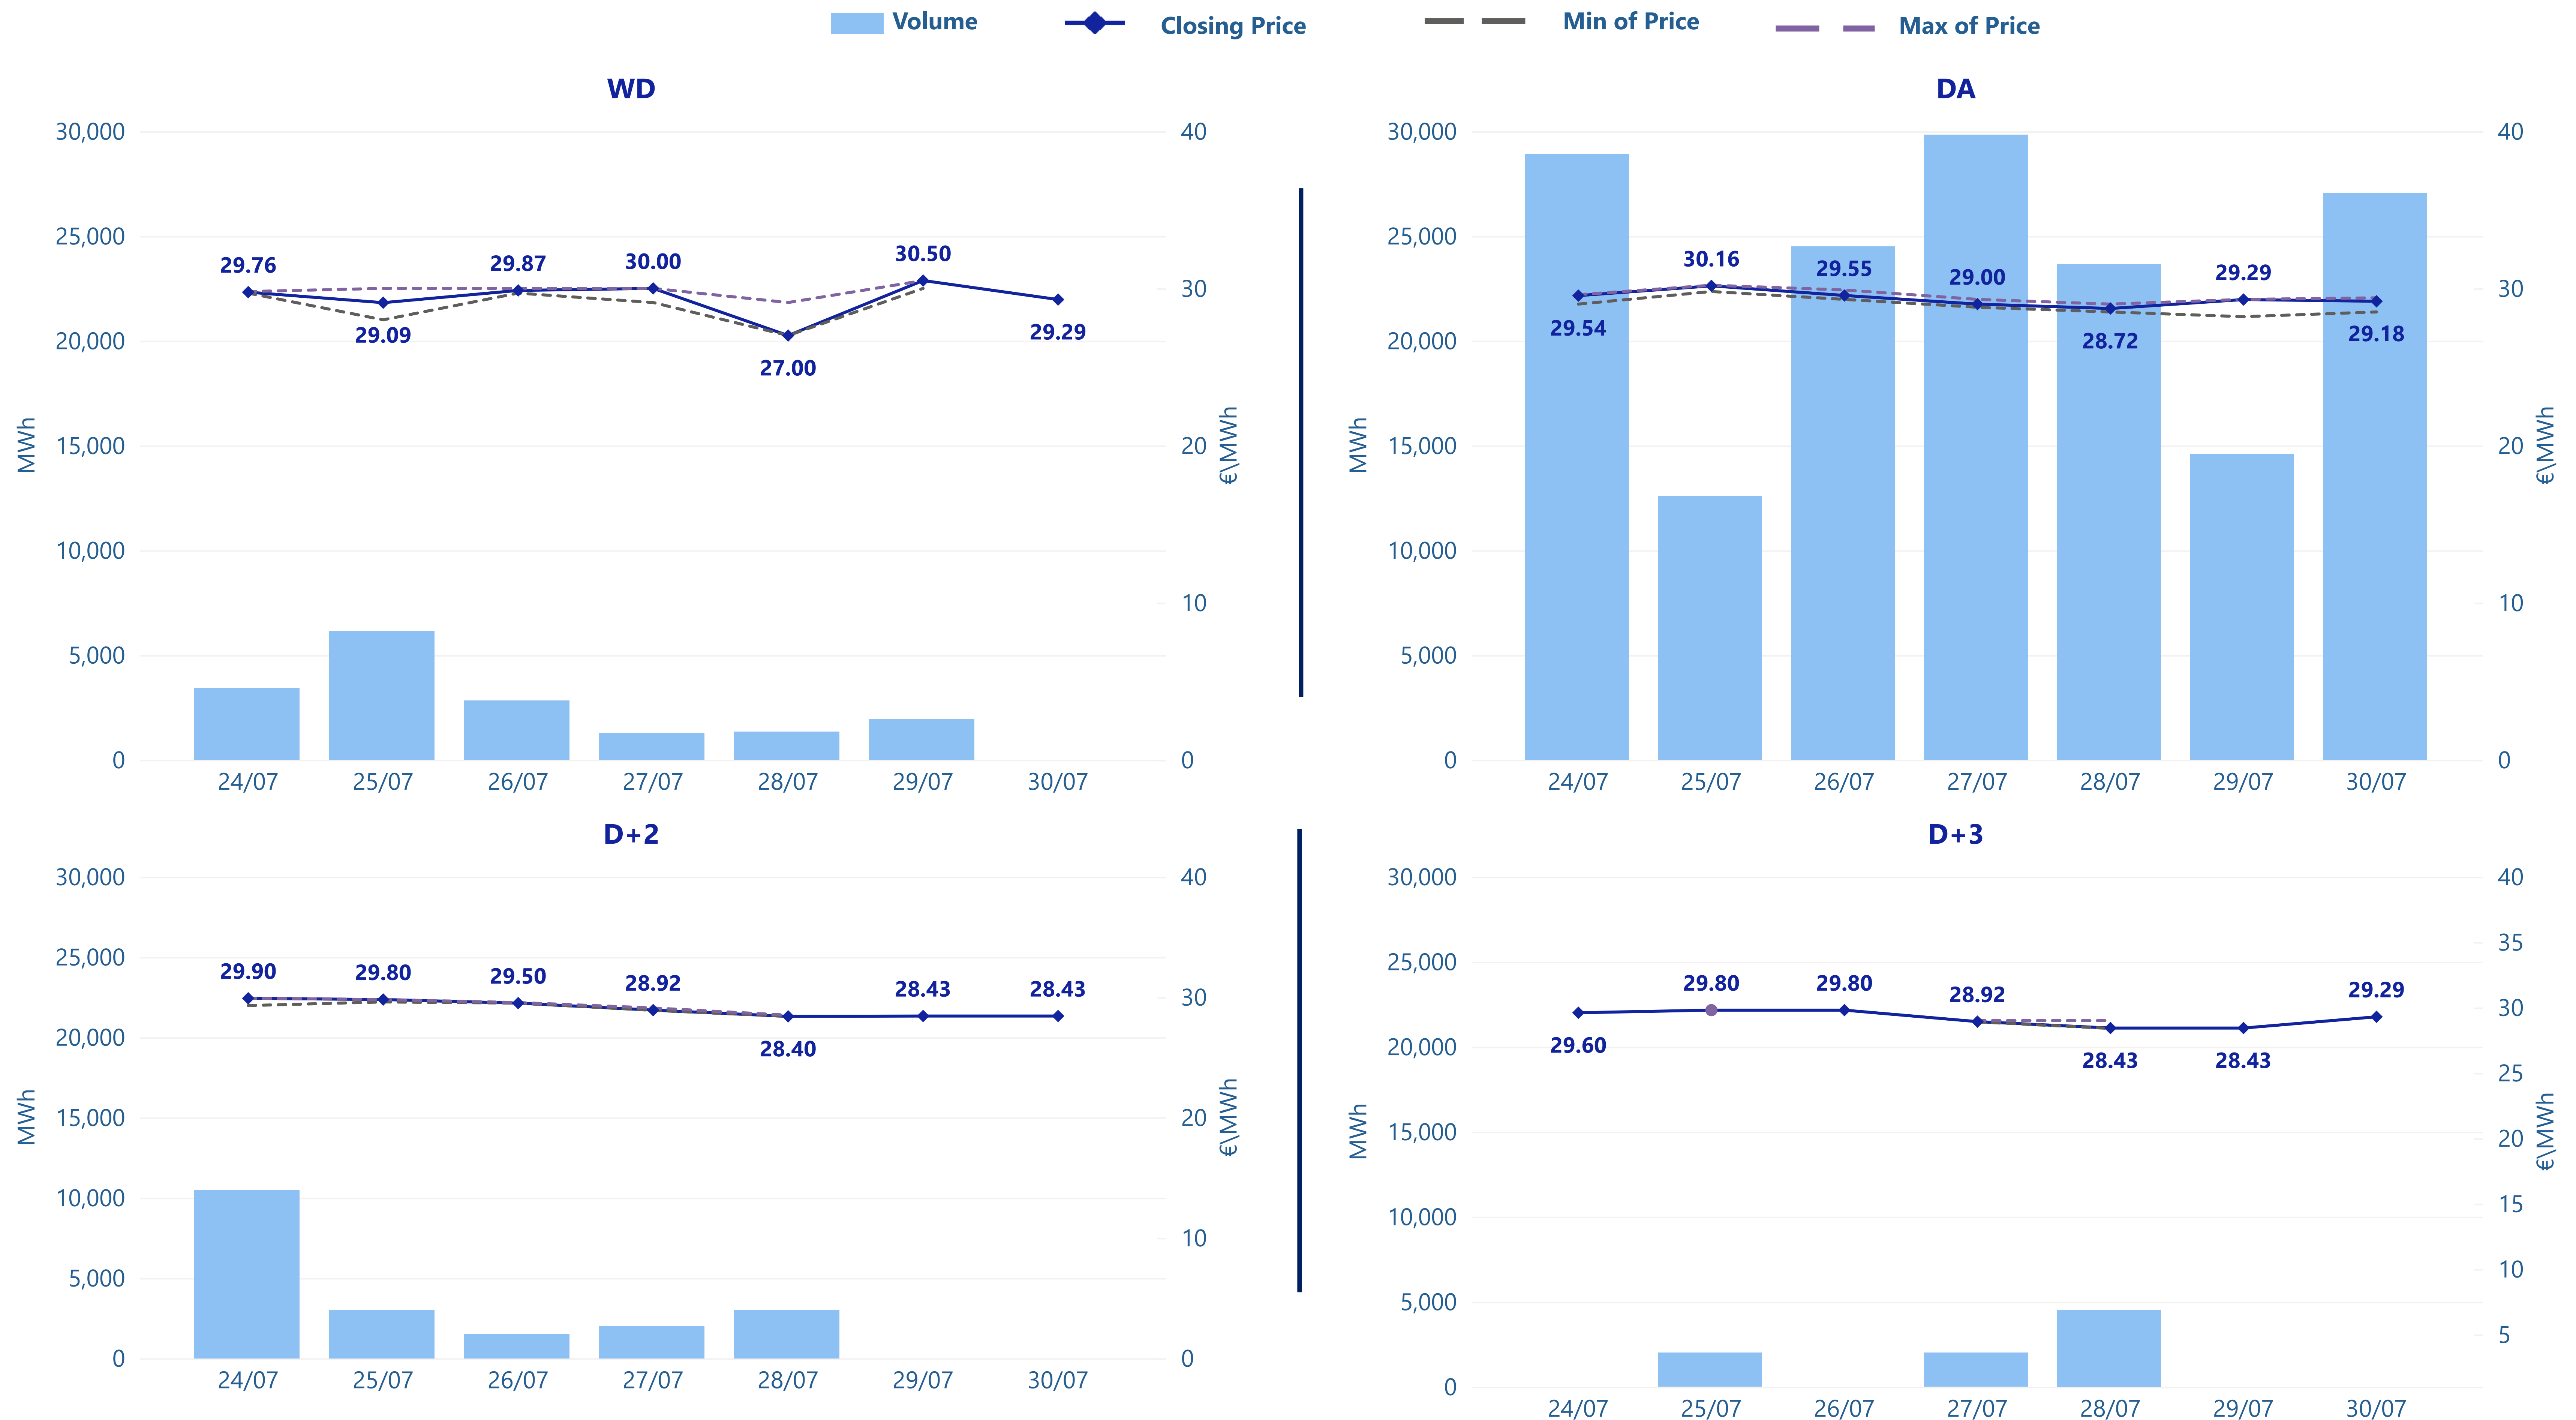 Volume Closing Price Min of Price Max of Price
WD
30,000 40
25,000
29.76 29.09 29.87 30.00 27.00 30.50 29.29
30
20,000
15,000 20
10,000
10
5,000
0 0
MWh
€\MWh
24/07 25/07 26/07 27/07 28/07 29/07 30/07
DA
30,000 40
25,000
29.54 30.16 29.55 29.00 28.72 29.29 29.18
30
20,000
15,000 20
10,000
10
5,000
0 0
MWh
€\MWh
24/07 25/07 26/07 27/07 28/07 29/07 30/07
D+2
30,000 40
25,000
29.90 29.80 29.50 28.92 28.40 28.43 28.43
30
20,000
15,000 20
10,000
10
5,000
0 0
MWh
€\MWh
24/07 25/07 26/07 27/07 28/07 29/07 30/07
D+3
30,000 40
35
25,000
29.60 29.80 29.80 28.92 28.43 28.43 29.29
30
20,000
25
15,000 20
15
10,000
10
5,000
5
0
MWh
€\MWh
24/07 25/07 26/07 27/07 28/07 29/07 30/07